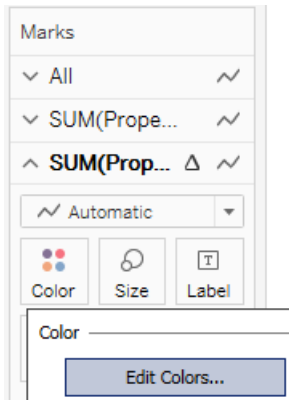 Marks
All
SUM(Prope...
SUM(Prop... Δ
Automatic
T
Color Size Label
Color
Edit Colors...